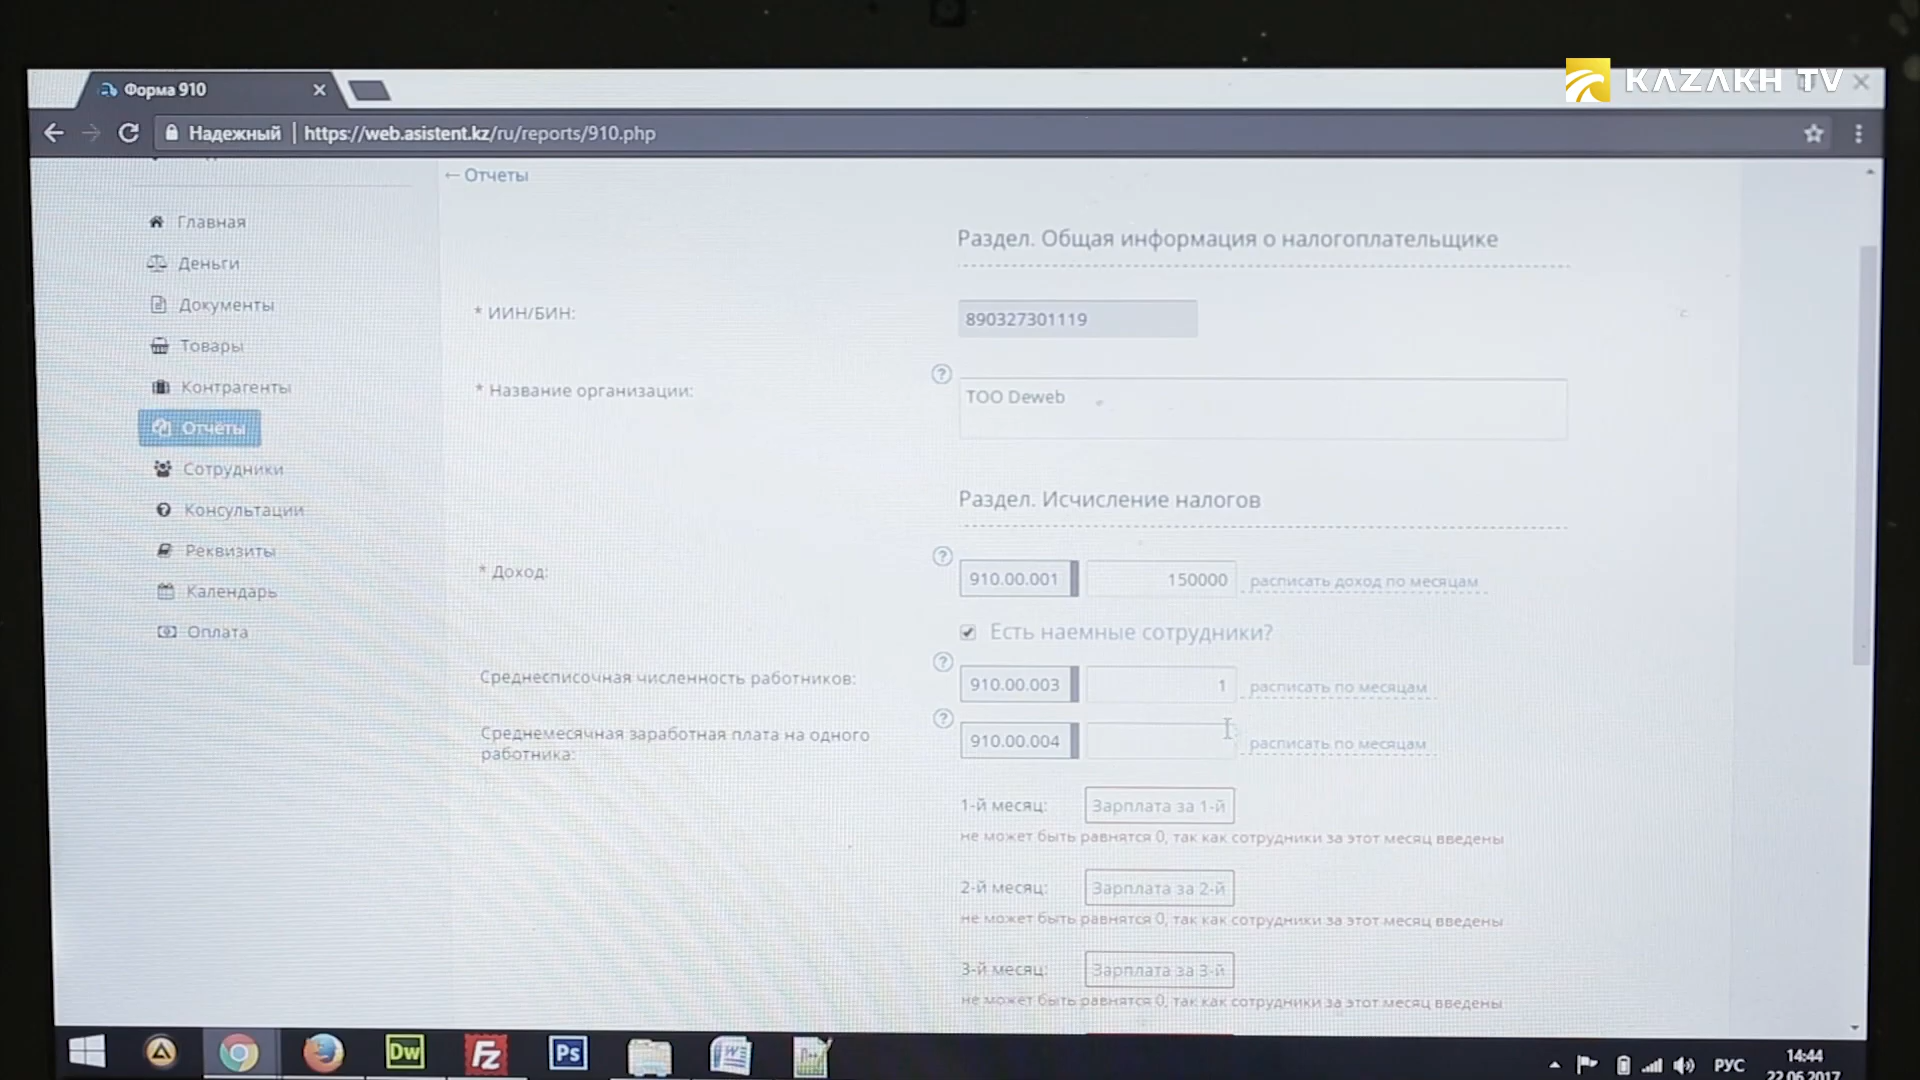 KAZAKH TV
Форма 910
Надежный | https://web.asistent.kz/ru/reports/910.php
← Отчеты
Главная
Деньги
Документы
Товары
Контрагенты
Отчеты
Сотрудники
Консультации
Реквизиты
Календарь
Оплата
Раздел. Общая информация о налогоплательщике
* ИИН/БИН:
890327301119
* Название организации:
ТОО Deweb
Раздел. Исчисление налогов
* Доход:
910.00.001 150000 расписать доход по месяцам
Есть наемные сотрудники?
Среднесписочная численность работников:
910.00.003 1 расписать по месяцам
Среднемесячная заработная плата на одного
работника:
910.00.004 расписать по месяцам
1-й месяц: Зарплата за 1-й
не может быть равнятся 0, так как сотрудники за этот месяц введены
2-й месяц: Зарплата за 2-й
не может быть равнятся 0, так как сотрудники за этот месяц введены
3-й месяц: Зарплата за 3-й
не может быть равнятся 0, так как сотрудники за этот месяц введены
Dw
Fz
Ps
W
РУС
14:44
22.06.2017